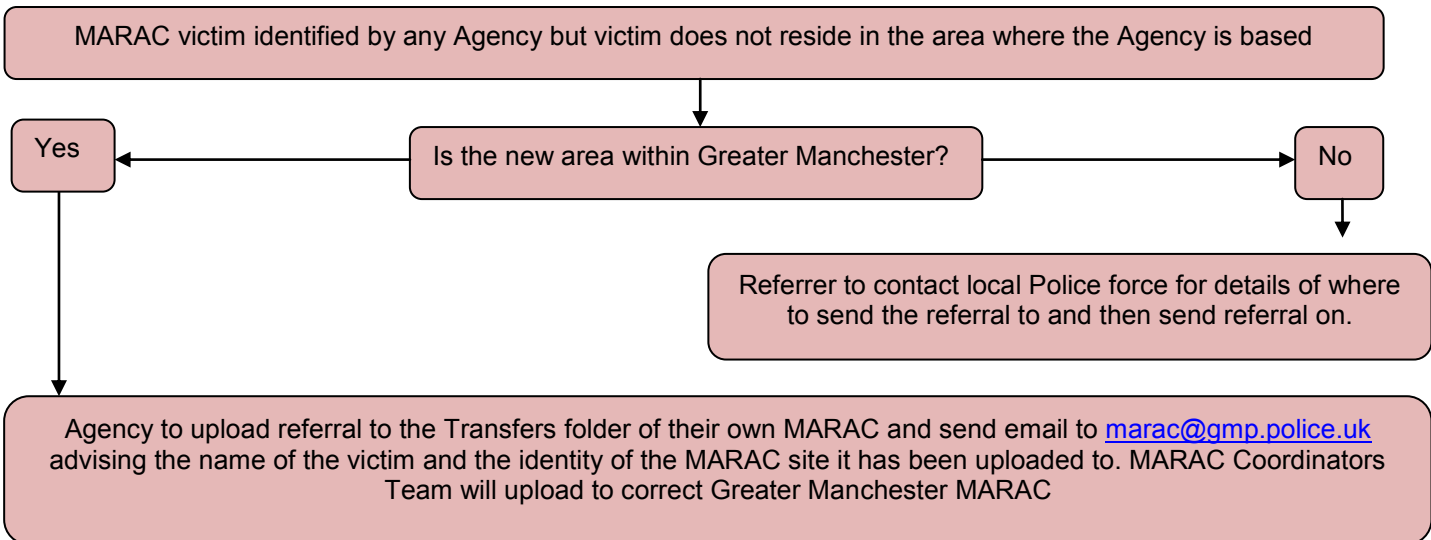 MARAC victim identified by any Agency but victim does not reside in the area where the Agency is based
Yes
Is the new area within Greater Manchester?
No
Referrer to contact local Police force for details of where
to send the referral to and then send referral on.
Agency to upload referral to the Transfers folder of their own MARAC and send email to marac@gmp.police.uk
advising the name of the victim and the identity of the MARAC site it has been uploaded to. MARAC Coordinators
Team will upload to correct Greater Manchester MARAC